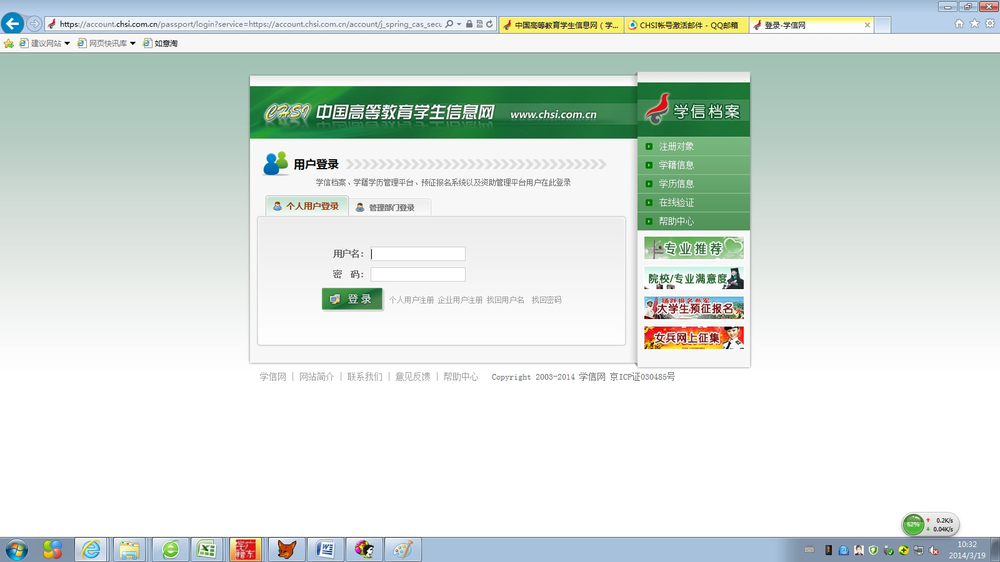 https://account.chsi.com.cn/passport/login?service=https://account.chsi.com.cn/account/j_spring_cas_secu
中国高等教育学生信息网（学...
CHSI帐号激活邮件 - QQ邮箱
登录-学信网
建议网站
网页快讯库
如意淘
CHSI 中国高等教育学生信息网 www.chsi.com.cn
学信档案
注册对象
学籍信息
学历信息
在线验证
帮助中心
专业推荐
院校/专业满意度
踊跃报名参军
大学生预征报名
女兵网上征集
用户登录
学信档案、学籍学历管理平台、预征报名系统以及资助管理平台用户在此登录
个人用户登录
管理部门登录
用户名：
密 码：
登录
个人用户注册 企业用户注册 找回用户名 找回密码
学信网 | 网站简介 | 联系我们 | 意见反馈 | 帮助中心 Copyright 2003-2014 学信网 京ICP证030485号
62%
0.2K/s
0.04K/s
学籍
广东
10:32
2014/3/19